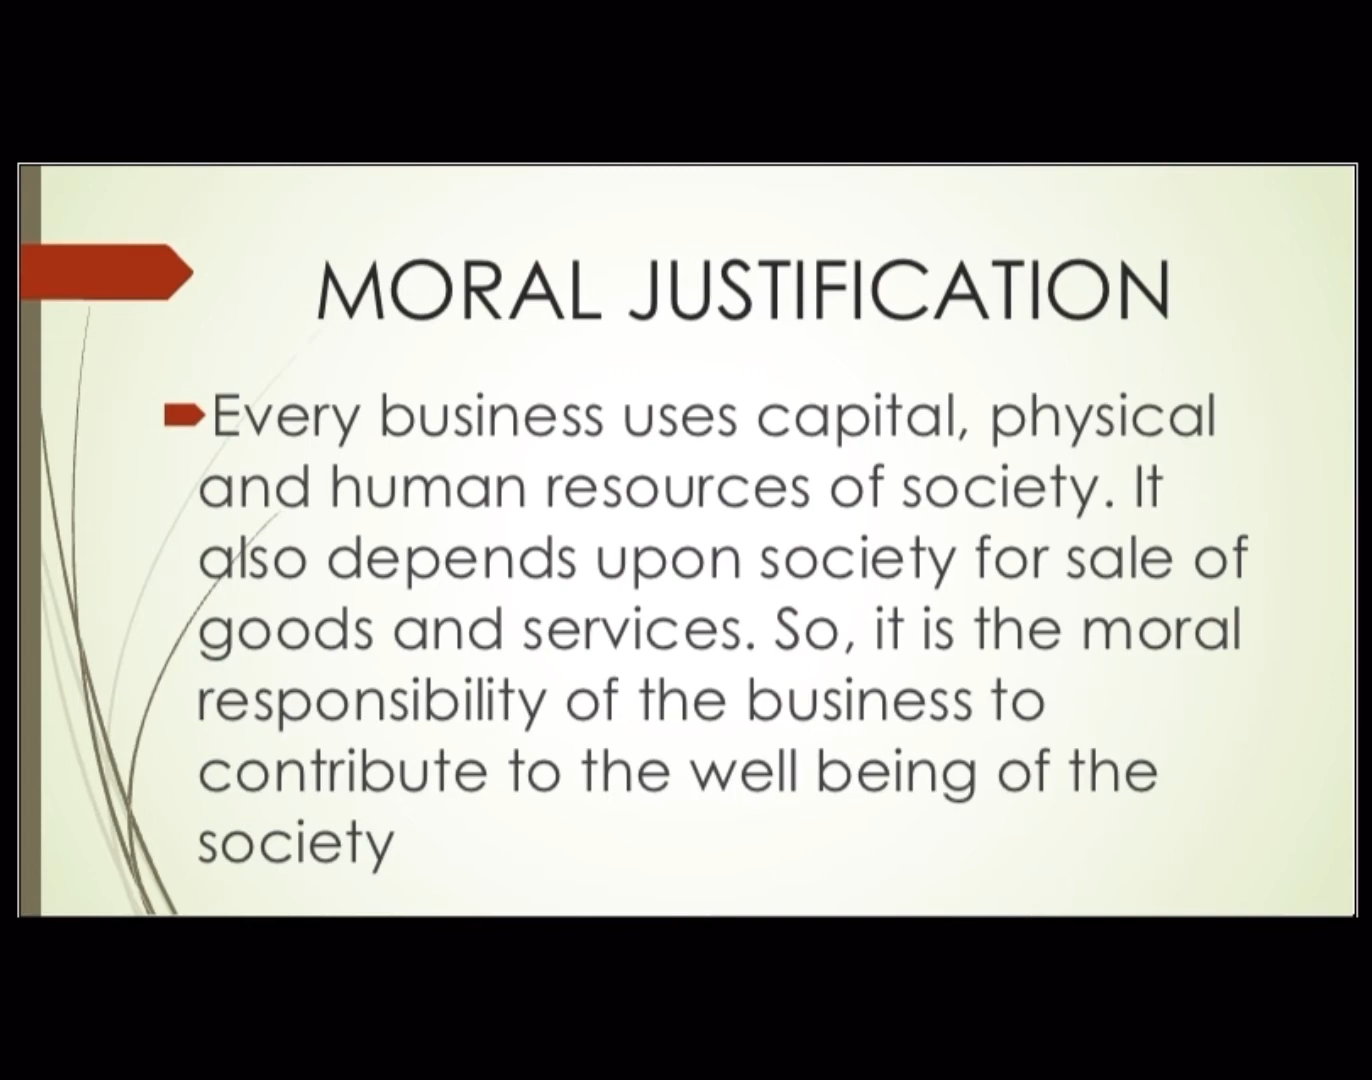 MORAL JUSTIFICATION
Every business uses capital, physical
and human resources of society. It
also depends upon society for sale of
goods and services. So, it is the moral
responsibility of the business to
contribute to the well being of the
society